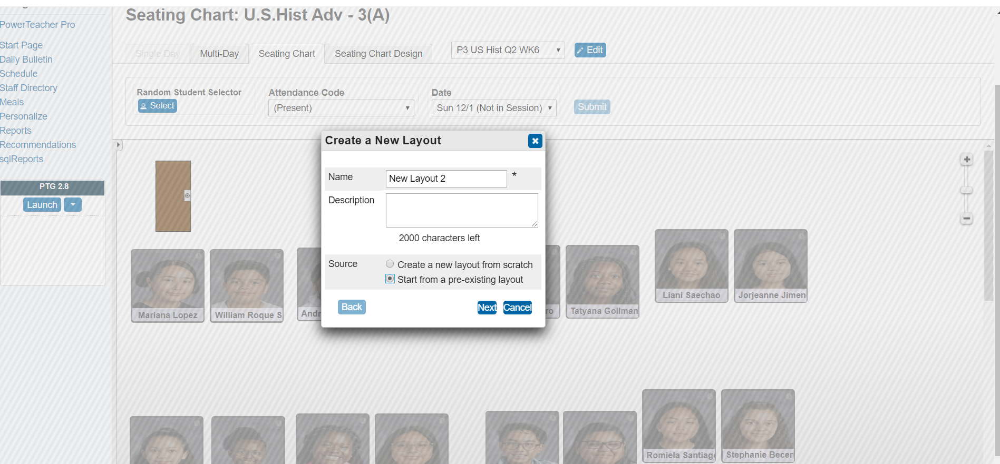 Seating Chart: U.S.Hist Adv - 3(A)
PowerTeacher Pro
Start Page
Daily Bulletin
Schedule
Staff Directory
Meals
Personalize
Reports
Recommendations
sqlReports
PTG 2.8
Launch
Single Day
Multi-Day
Seating Chart
Seating Chart Design
P3 US Hist Q2 WK6
Edit
Random Student Selector
Select
Attendance Code
(Present)
Date
Sun 12/1 (Not in Session)
Submit
Create a New Layout
Name
New Layout 2
*
Description
2000 characters left
Source
Create a new layout from scratch
Start from a pre-existing layout
Back
Next
Cancel
Mariana Lopez
William Roque S
Andr
ro
Tatyana Gollman
Liani Saechao
Jorjeanne Jimen
Romiela Santiag
Stephanie Becer